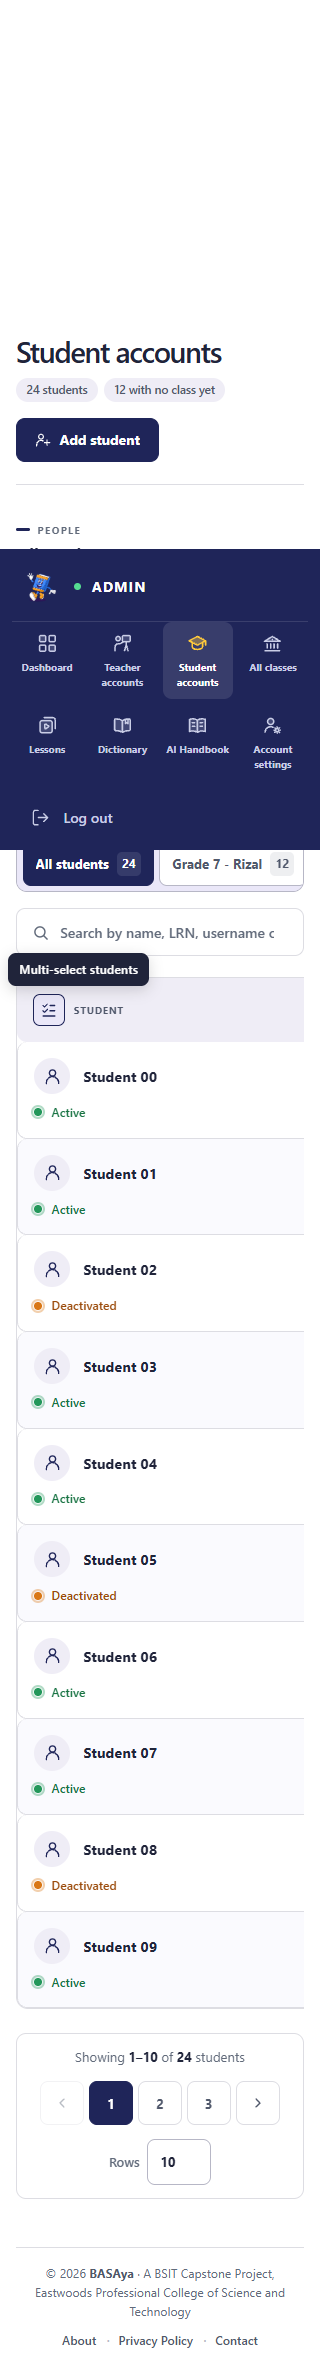 Student accounts
24 students
12 with no class yet
Add student
PEOPLE
ADMIN
Dashboard
Teacher accounts
Student accounts
All classes
Lessons
Dictionary
AI Handbook
Account settings
Log out
All students 24
Grade 7 - Rizal 12
Search by name, LRN, username c
Multi-select students
STUDENT
Student 00
Active
Student 01
Active
Student 02
Deactivated
Student 03
Active
Student 04
Active
Student 05
Deactivated
Student 06
Active
Student 07
Active
Student 08
Deactivated
Student 09
Active
Showing 1–10 of 24 students
1 2 3
Rows 10
© 2026 BASAya · A BSIT Capstone Project,
Eastwoods Professional College of Science and
Technology
About · Privacy Policy · Contact